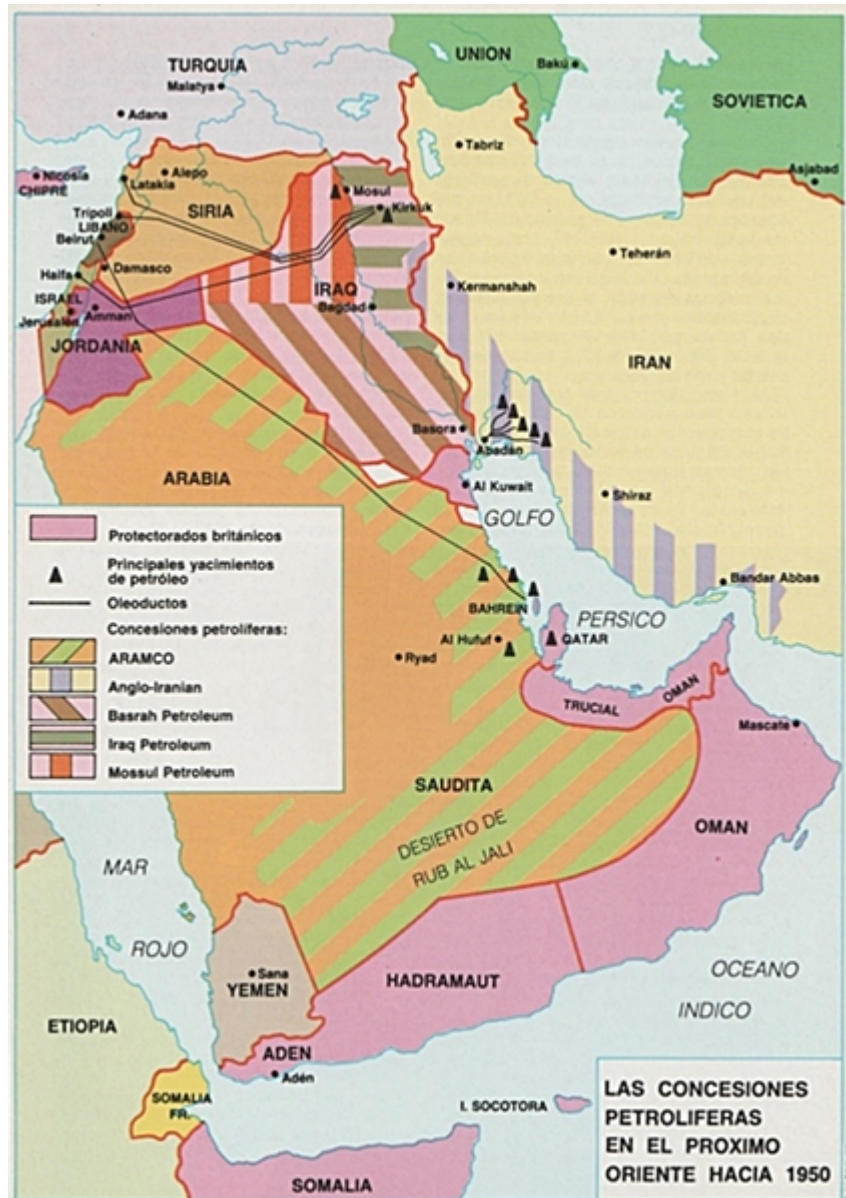 TURQUIA
Malatya
Adana
UNION
Bakú
SOVIETICA
Asjabad
Tabriz
Nicosia
CHIPRE
Alepo
Latakia
SIRIA
Mosul
Kirkuk
Tripoli
LIBANO
Beirut
Damasco
Teherán
Haifa
ISRAEL
Jerusalén
Amman
JORDANIA
IRAQ
Bagdad
Kermanshah
IRAN
Basora
Abadán
ARABIA
Al Kuwait
Shiraz
GOLFO
PERSICO
Bandar Abbas
BAHREIN
QATAR
Al Hufuf
Ryad
TRUCIAL
OMAN
Mascate
Protectorados británicos
Principales yacimientos
de petróleo
Oleoductos
Concesiones petrolíferas:
ARAMCO
Anglo-Iranian
Basrah Petroleum
Iraq Petroleum
Mossul Petroleum
SAUDITA
DESIERTO DE
RUB AL JALI
OMAN
MAR
ROJO
Sana
YEMEN
HADRAMAUT
OCEANO
INDICO
ETIOPIA
ADEN
Adén
SOMALIA
FR.
I. SOCOTORA
SOMALIA
LAS CONCESIONES
PETROLIFERAS
EN EL PROXIMO
ORIENTE HACIA 1950